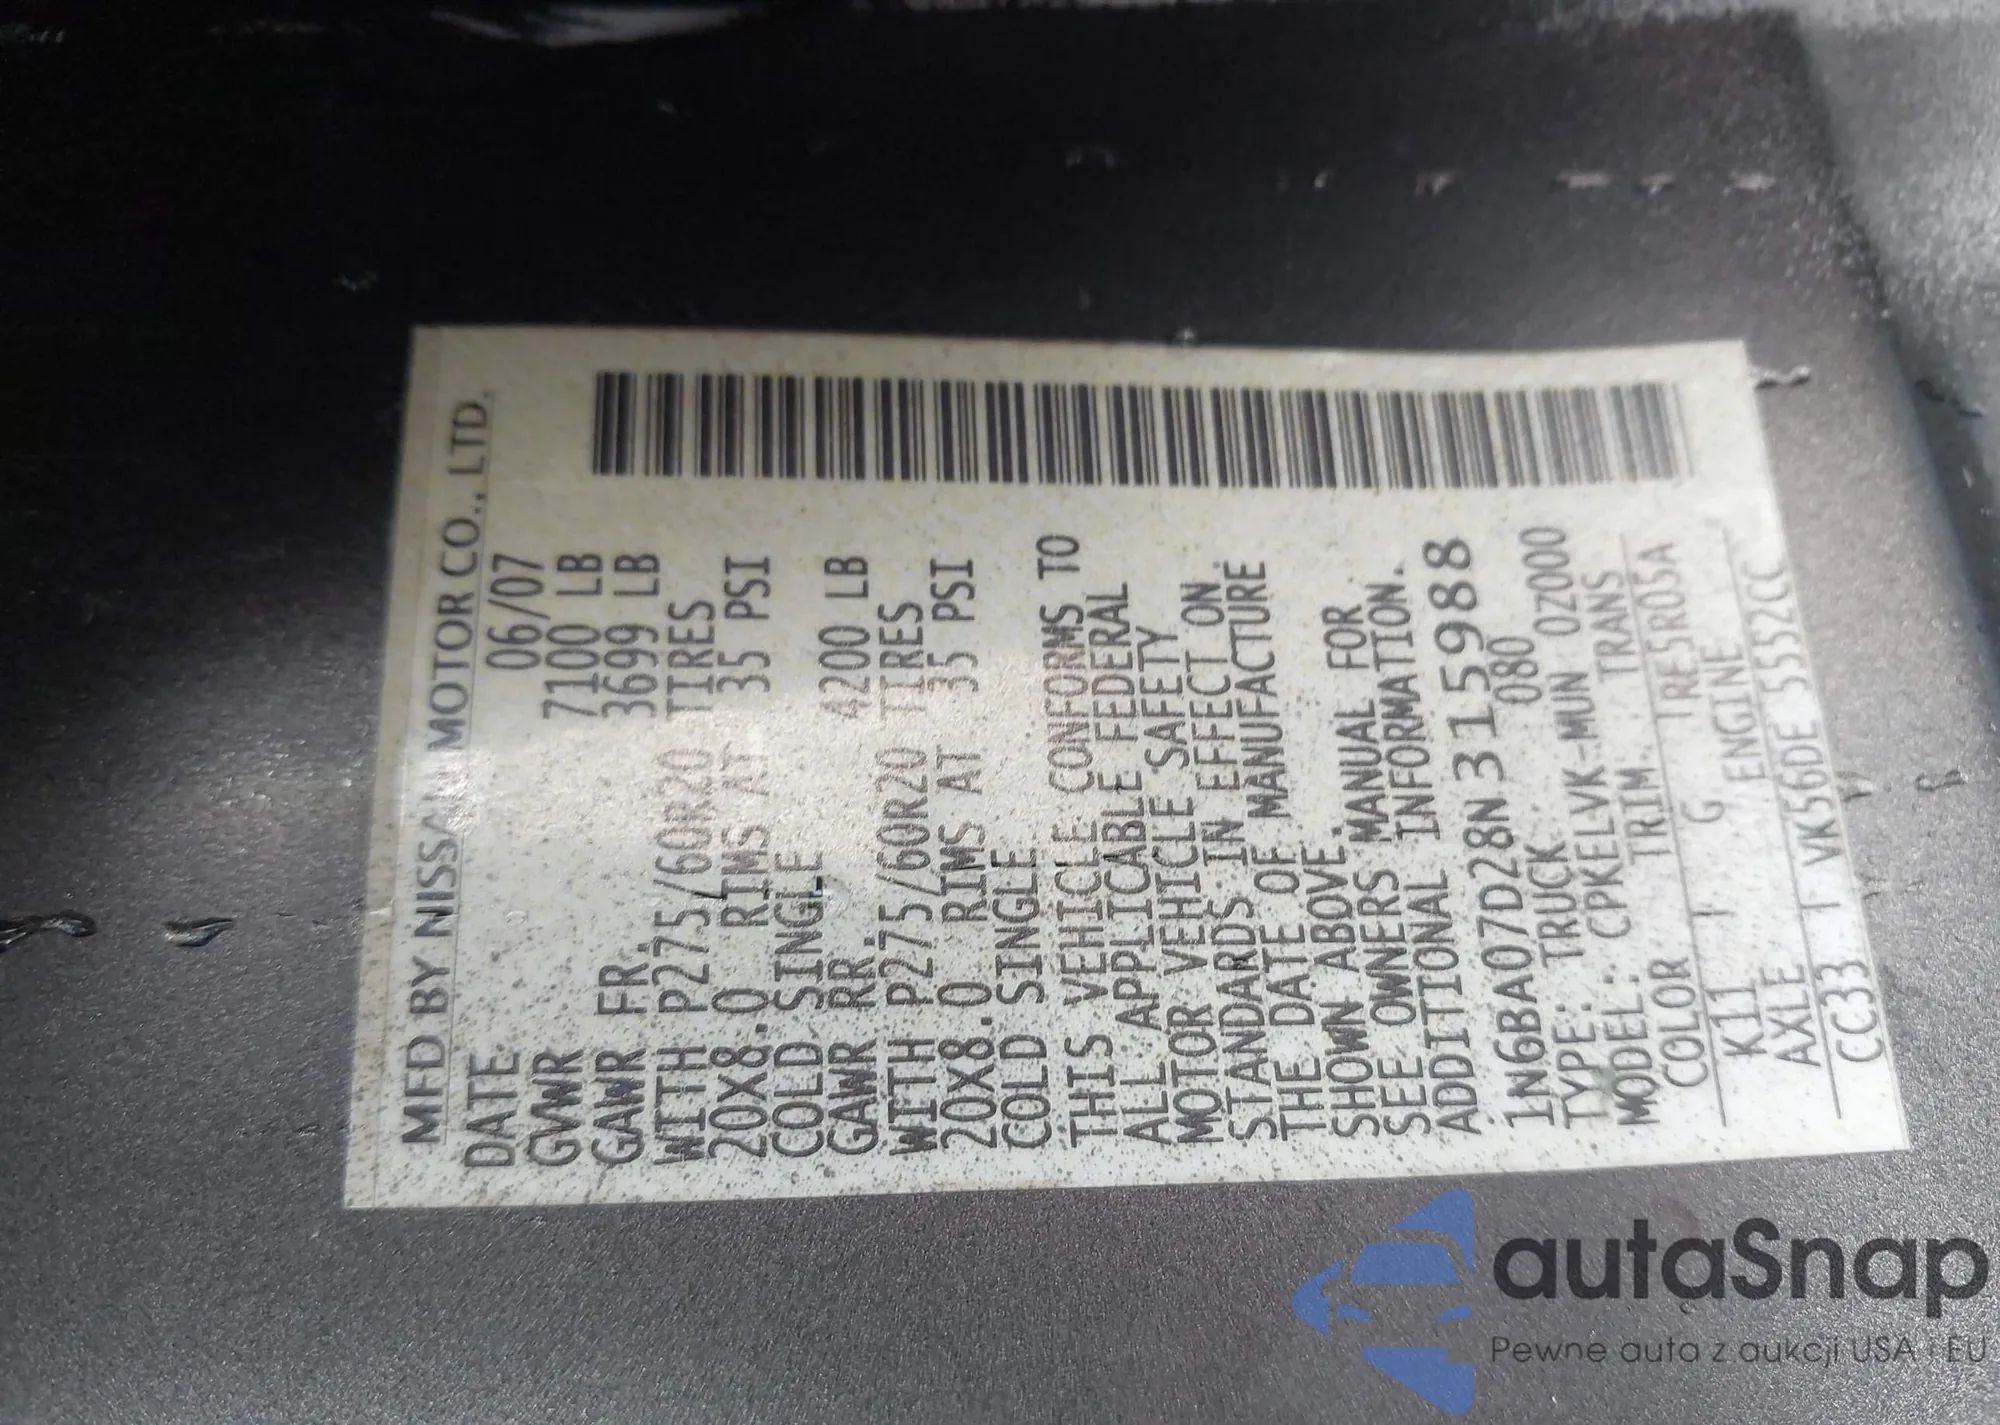 MFD BY NISSAN MOTOR CO., LTD.
DATE: 06/07
GVWR 7100 LB
GAWR FR: 3699 LB
WITH P275/60R20 TIRES
20X8.0 RIMS AT 35 PSI
COLD SINGLE
GAWR RR: 4200 LB
WITH P275/60R20 TIRES
20X8.0 RIMS AT 35 PSI
COLD SINGLE
THIS VEHICLE CONFORMS TO
ALL APPLICABLE FEDERAL
MOTOR VEHICLE SAFETY
STANDARDS IN EFFECT ON
THE DATE OF MANUFACTURE
SHOWN ABOVE.
SEE OWNERS MANUAL FOR
ADDITIONAL INFORMATION.
1N6BA07D28N315988
TYPE: TRUCK 080
MODEL: CPKELVK-MUN 0Z000
COLOR TRIM TRANS
K11 G RE5R05A
AXLE ENGINE
CC33 VK56DE 5552CC
autaSnap
Pewne auta z aukcji USA i EU